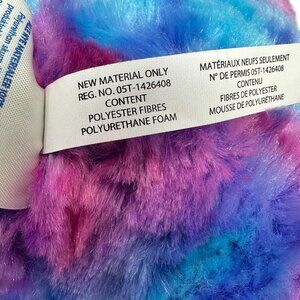 NEW MATERIAL ONLY
REG. NO. 05T-1426408
CONTENT
POLYESTER FIBRES
POLYURETHANE FOAM
MATÉRIAUX NEUFS SEULEMENT
N° DE PERMIS 05T-1426408
CONTENU
FIBRES DE POLYESTER
MOUSSE DE POLYURÉTHANE